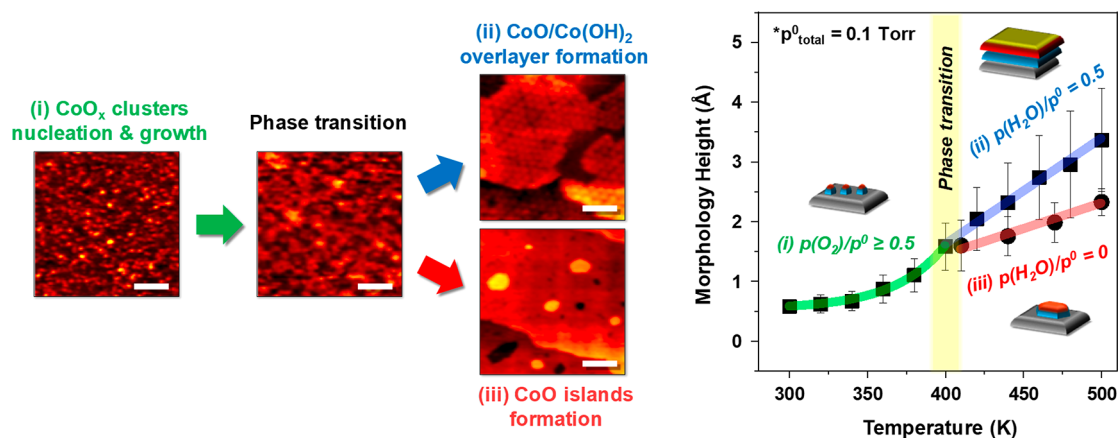 (i) CoOₓ clusters
nucleation & growth
Phase transition
(ii) CoO/Co(OH)₂
overlayer formation
(iii) CoO islands
formation
*p⁰total = 0.1 Torr
Phase transition
(ii) p(H₂O)/p⁰ = 0.5
(i) p(O₂)/p⁰ ≥ 0.5
(iii) p(H₂O)/p⁰ = 0
Morphology Height (Å)
5
4
3
2
1
0
300
350
400
450
500
Temperature (K)